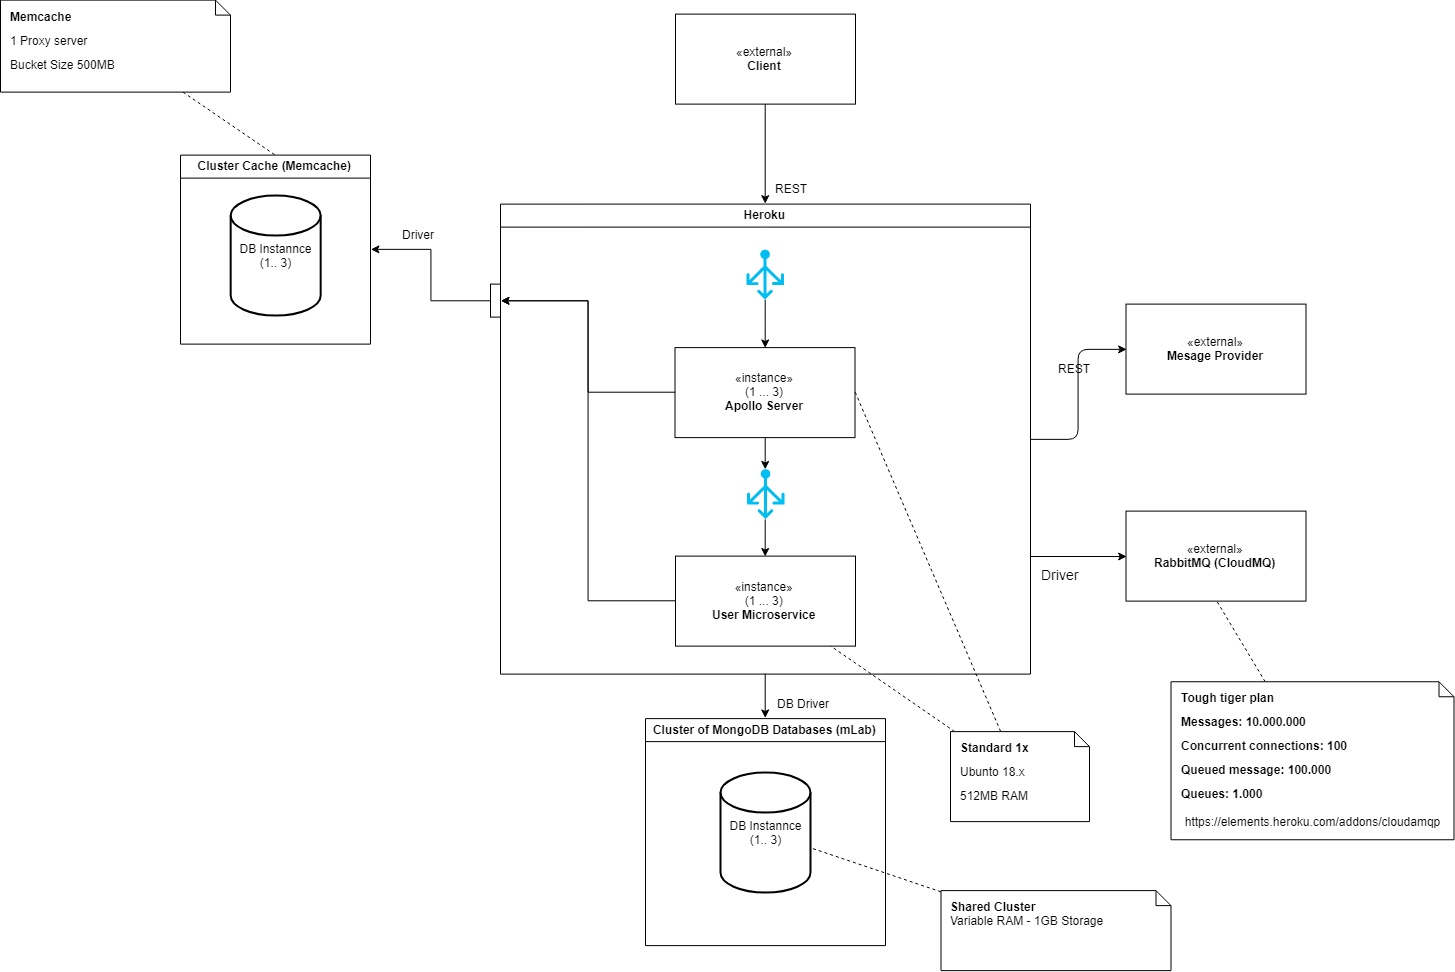 Memcache
1 Proxy server
Bucket Size 500MB
«external»
Client
REST
Cluster Cache (Memcache)
DB Instannce
(1.. 3)
Driver
Heroku
«instance»
(1 ... 3)
Apollo Server
«instance»
(1 ... 3)
User Microservice
REST
«external»
Mesage Provider
Driver
«external»
RabbitMQ (CloudMQ)
DB Driver
Cluster of MongoDB Databases (mLab)
DB Instannce
(1.. 3)
Standard 1x
Ubunto 18.x
512MB RAM
Tough tiger plan
Messages: 10.000.000
Concurrent connections: 100
Queued message: 100.000
Queues: 1.000
https://elements.heroku.com/addons/cloudamqp
Shared Cluster
Variable RAM - 1GB Storage